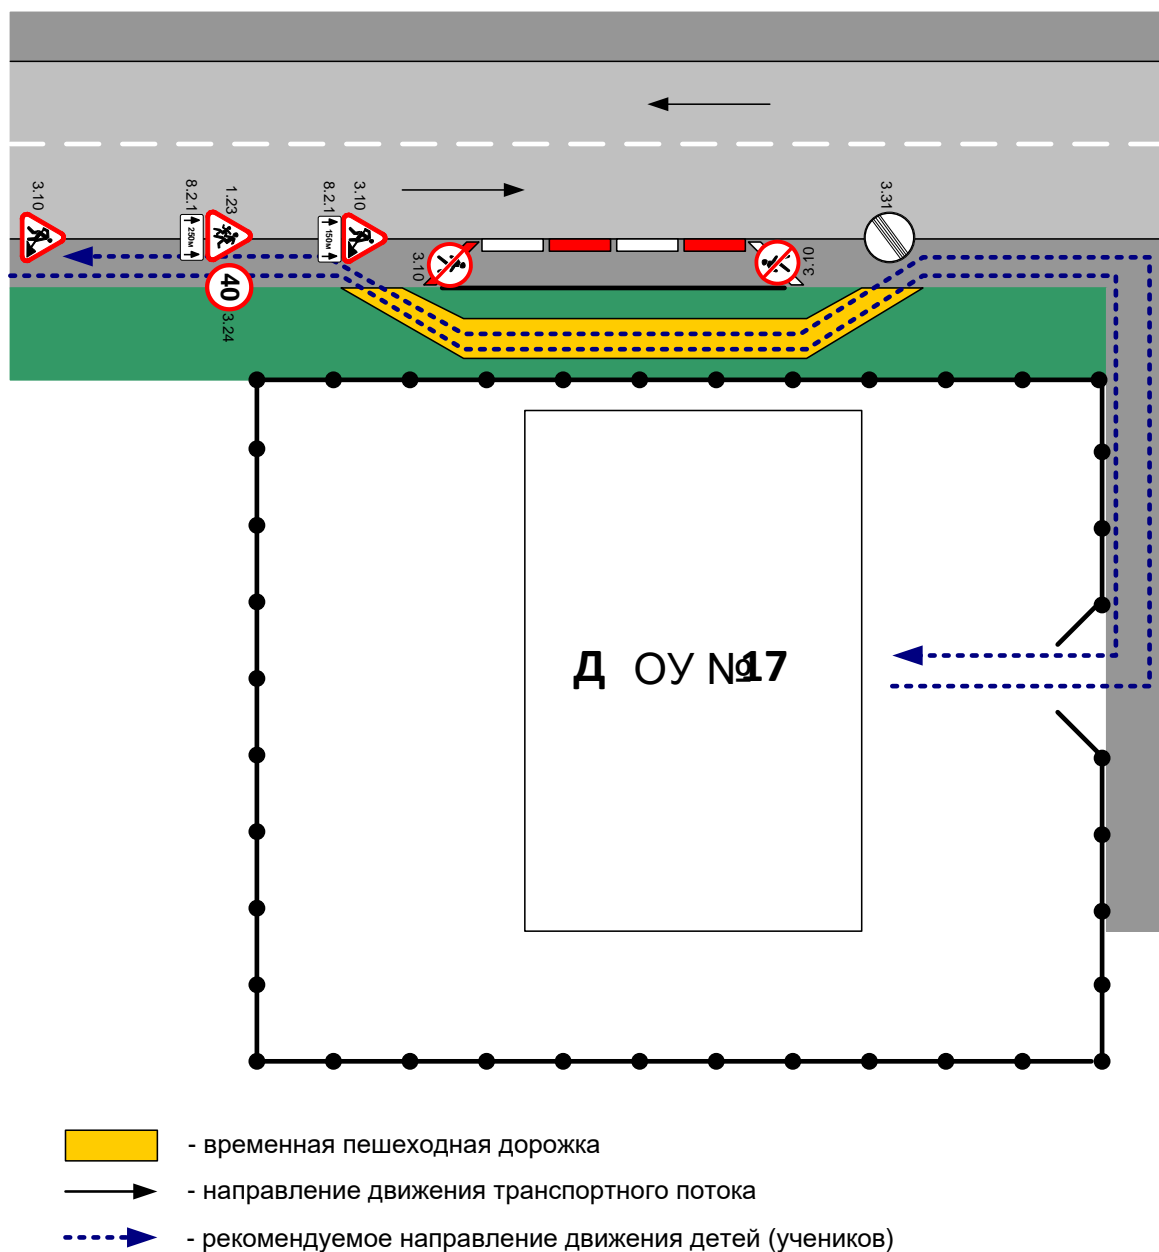 3.10
8.2.1
250м
1.23
40
3.24
8.2.1
150м
3.10
3.10
3.10
3.31
Д ОУ №17
- временная пешеходная дорожка
- направление движения транспортного потока
- рекомендуемое направление движения детей (учеников)